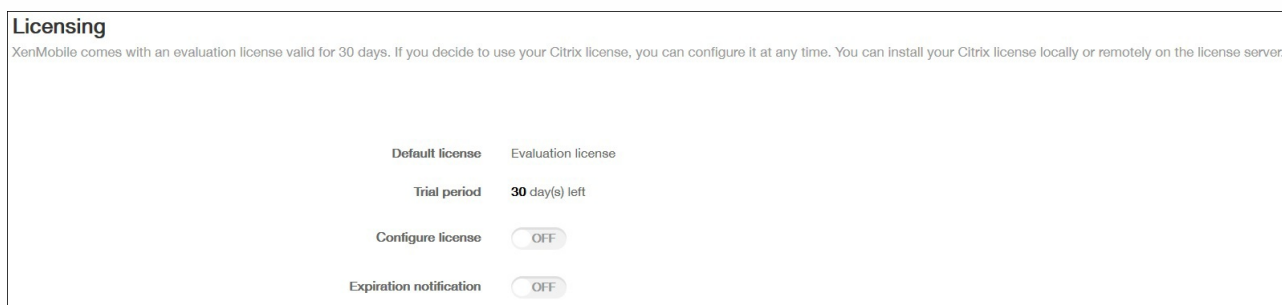 Licensing
XenMobile comes with an evaluation license valid for 30 days. If you decide to use your Citrix license, you can configure it at any time. You can install your Citrix license locally or remotely on the license server.
Default license Evaluation license
Trial period 30 day(s) left
Configure license OFF
Expiration notification OFF